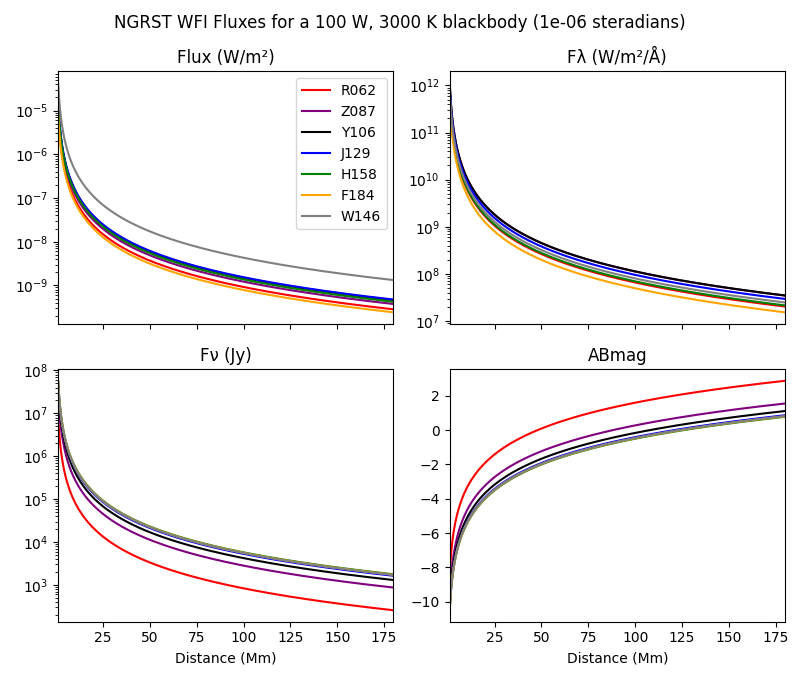 NGRST WFI Fluxes for a 100 W, 3000 K blackbody (1e-06 steradians)
Flux (W/m²)
10⁻⁵
10⁻⁶
10⁻⁷
10⁻⁸
10⁻⁹
R062
Z087
Y106
J129
H158
F184
W146
Fλ (W/m²/Å)
10¹²
10¹¹
10¹⁰
10⁹
10⁸
10⁷
Fν (Jy)
10⁸
10⁷
10⁶
10⁵
10⁴
10³
25 50 75 100 125 150 175
Distance (Mm)
ABmag
2
0
−2
−4
−6
−8
−10
25 50 75 100 125 150 175
Distance (Mm)